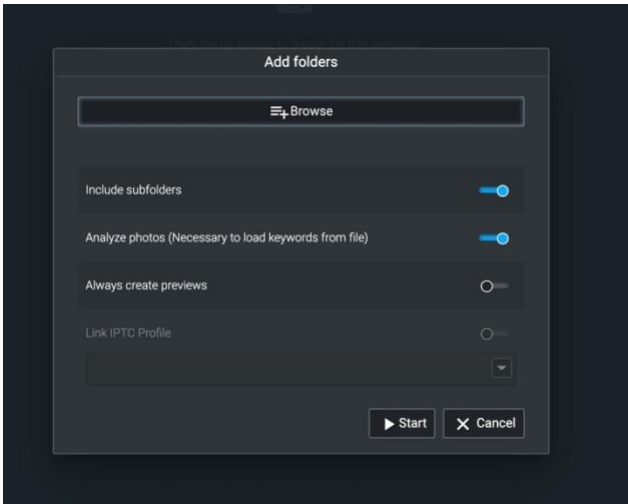 Add folders
Browse
Include subfolders
Analyze photos (Necessary to load keywords from file)
Always create previews
Link IPTC Profile
Start
Cancel